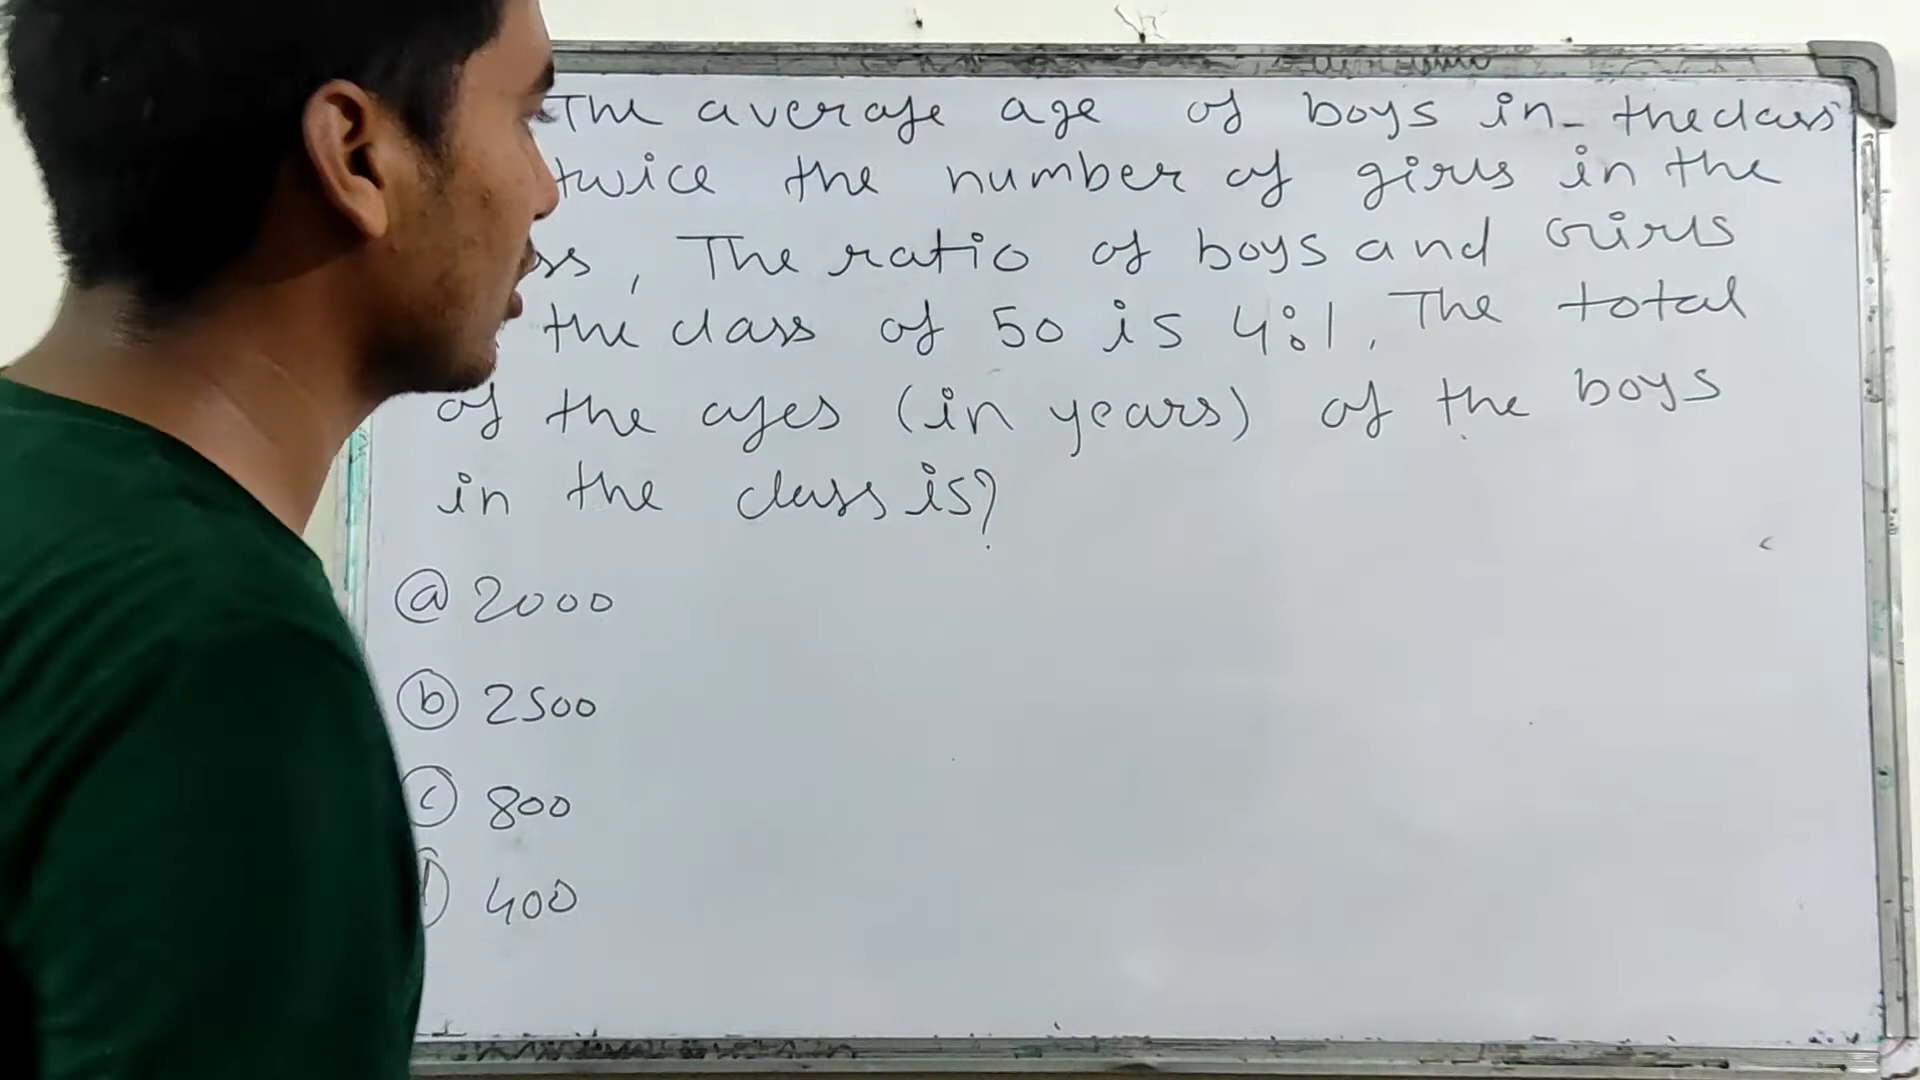 The average age of boys in the class
twice the number of girls in the
ss, The ratio of boys and Girls
the class of 50 is 4:1. The total
of the ages (in years) of the boys
in the class is?
(a) 2000
(b) 2500
(c) 800
(d) 400